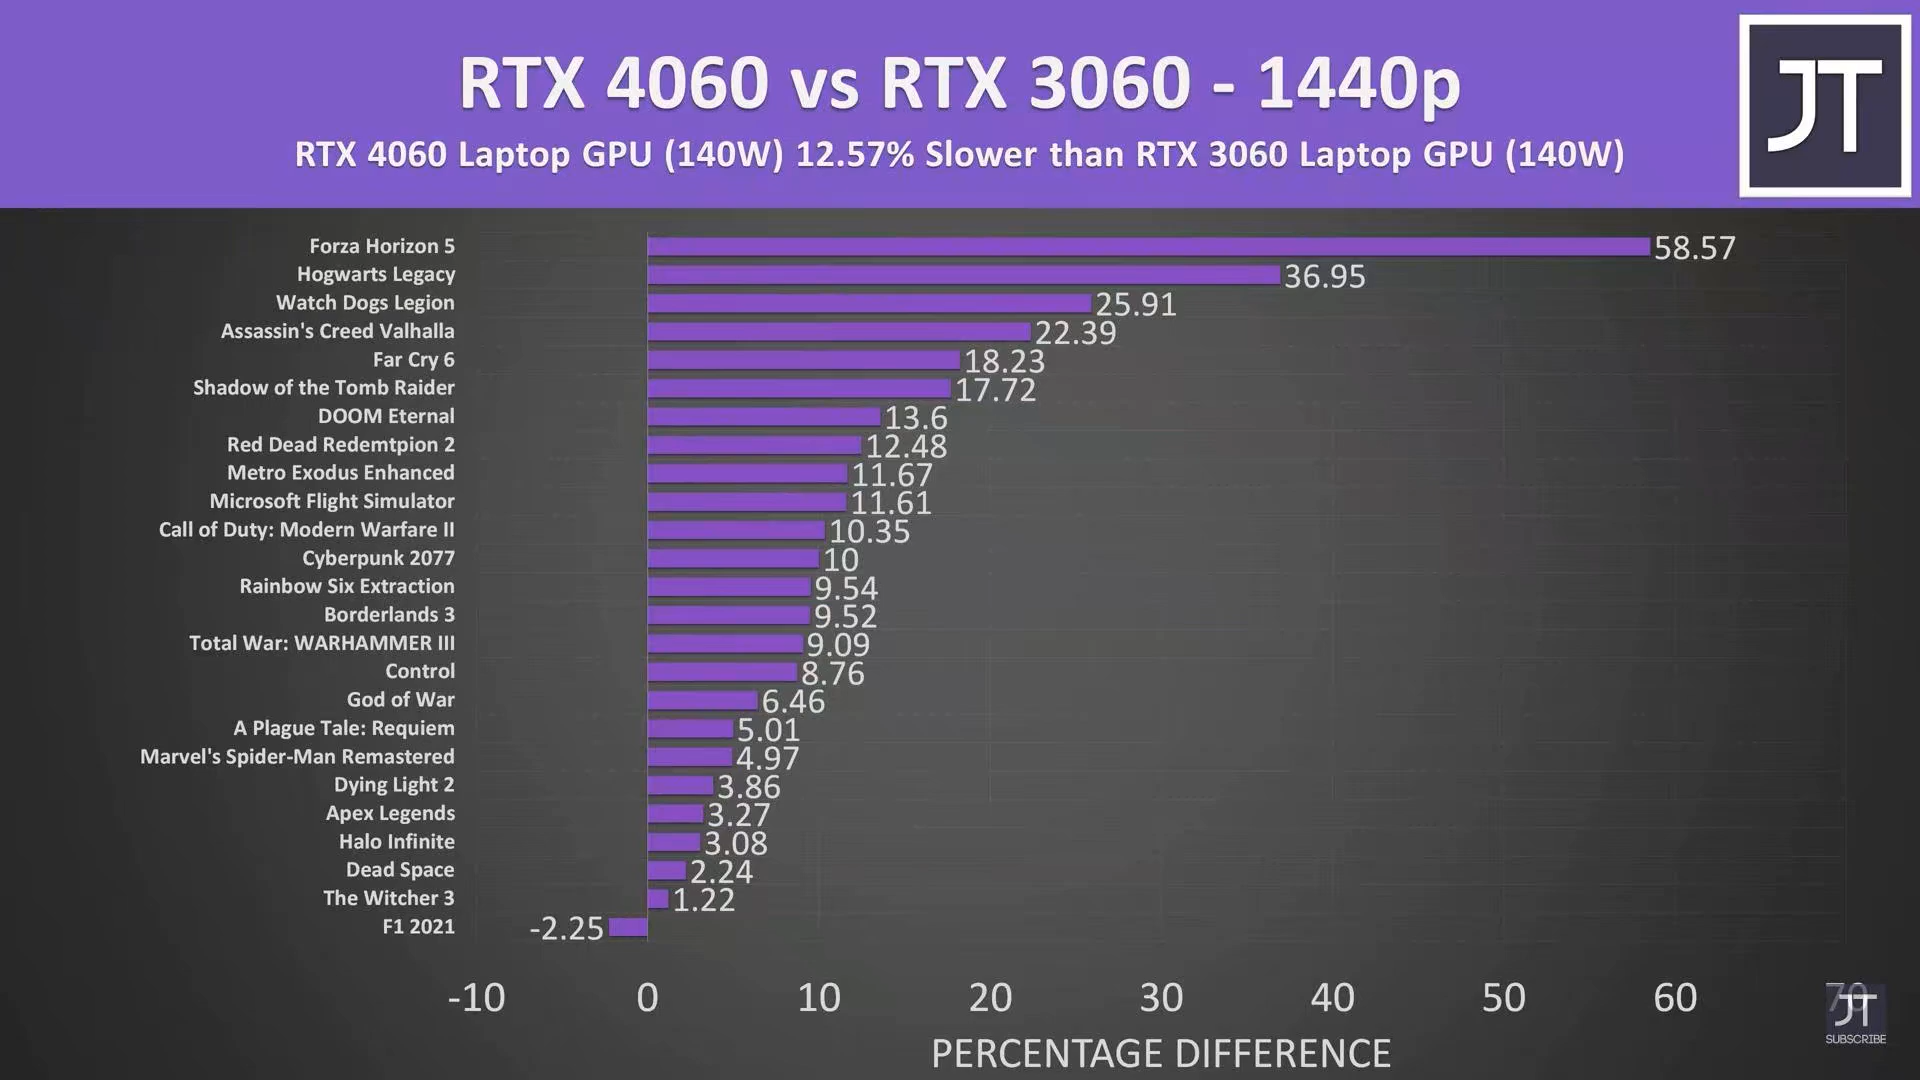 RTX 4060 vs RTX 3060 - 1440p
RTX 4060 Laptop GPU (140W) 12.57% Slower than RTX 3060 Laptop GPU (140W)
JT
Forza Horizon 5 58.57
Hogwarts Legacy 36.95
Watch Dogs Legion 25.91
Assassin's Creed Valhalla 22.39
Far Cry 6 18.23
Shadow of the Tomb Raider 17.72
DOOM Eternal 13.6
Red Dead Redemtpion 2 12.48
Metro Exodus Enhanced 11.67
Microsoft Flight Simulator 11.61
Call of Duty: Modern Warfare II 10.35
Cyberpunk 2077 10
Rainbow Six Extraction 9.54
Borderlands 3 9.52
Total War: WARHAMMER III 9.09
Control 8.76
God of War 6.46
A Plague Tale: Requiem 5.01
Marvel's Spider-Man Remastered 4.97
Dying Light 2 3.86
Apex Legends 3.27
Halo Infinite 3.08
Dead Space 2.24
The Witcher 3 1.22
F1 2021 -2.25
-10 0 10 20 30 40 50 60 70
JT
SUBSCRIBE
PERCENTAGE DIFFERENCE